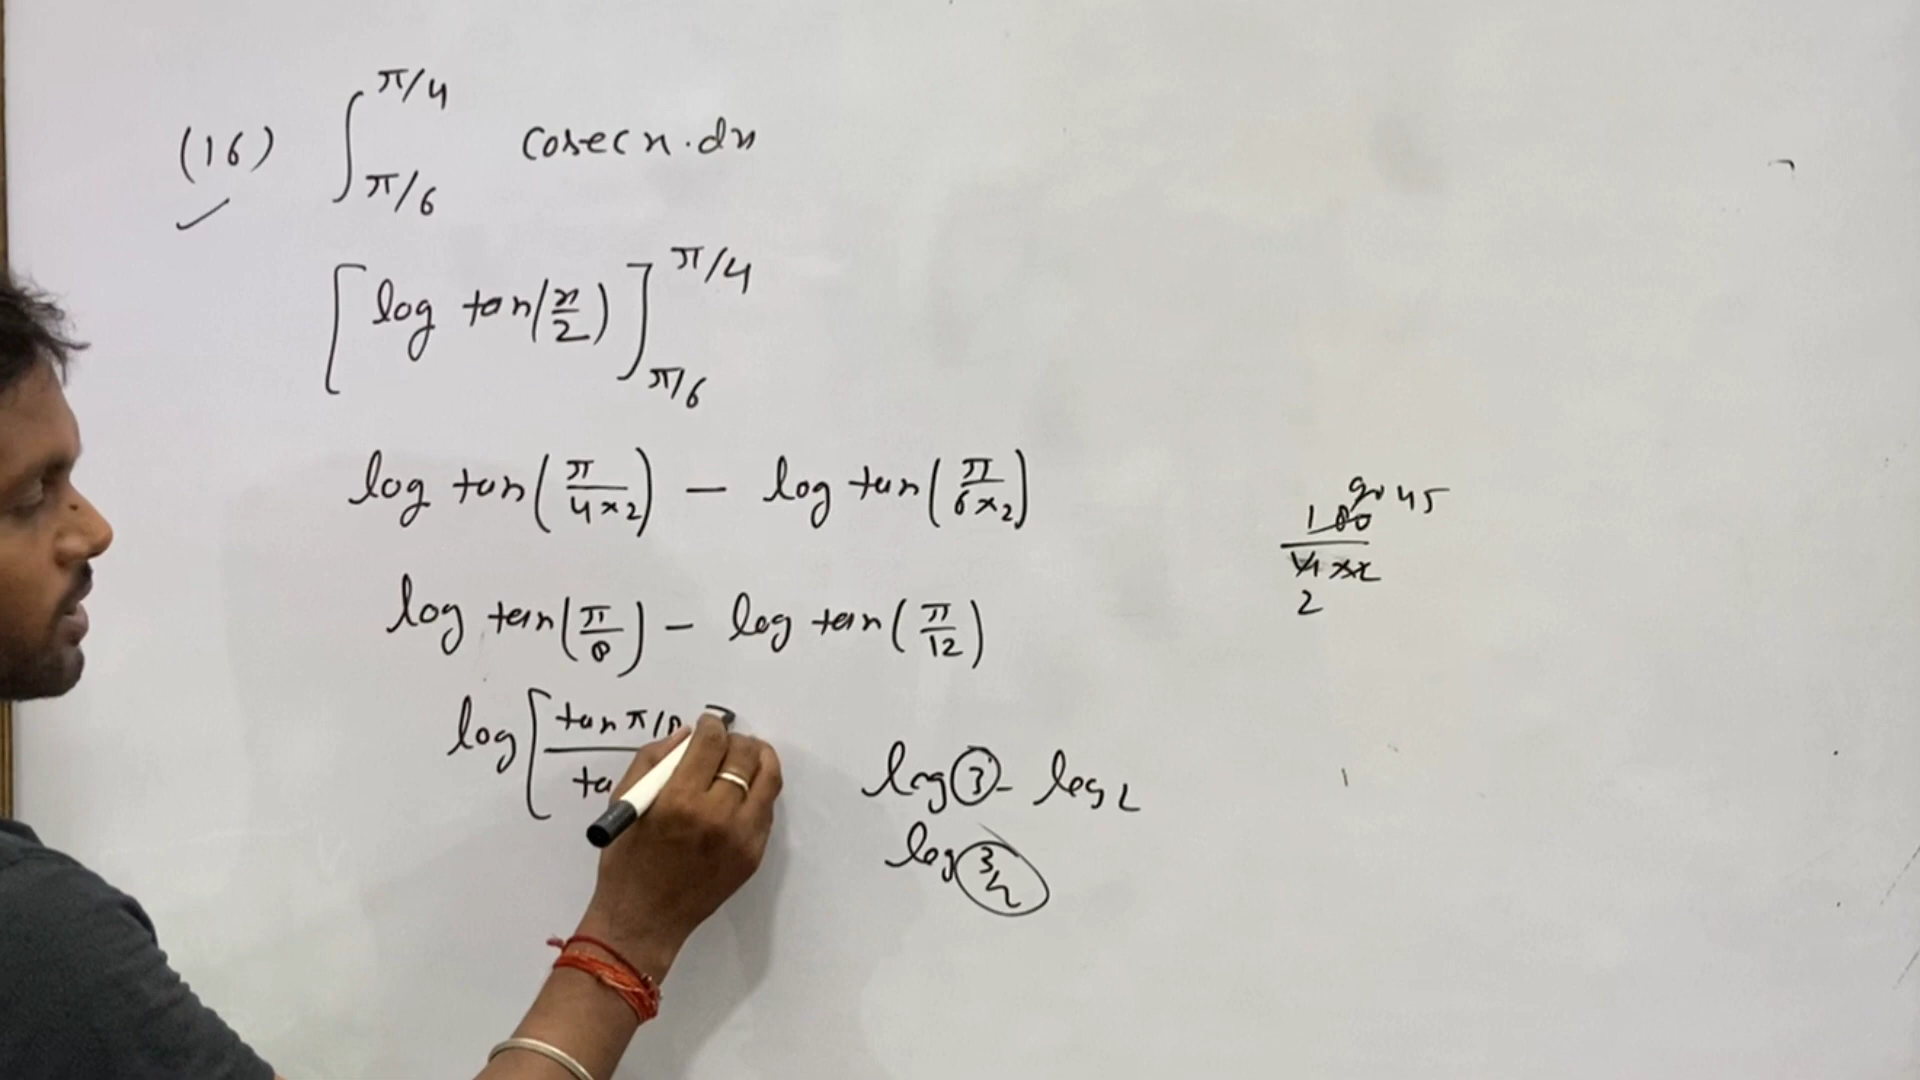 (16) ∫ π/4 π/6 cosec x . dx
[ log tan(x/2) ] π/4 π/6
log tan(π/4×2) - log tan(π/6×2)
log tan(π/8) - log tan(π/12)
log [ tan π/8
ta
log 3 - log 2
log 3/2
90 45
180
4×2
2